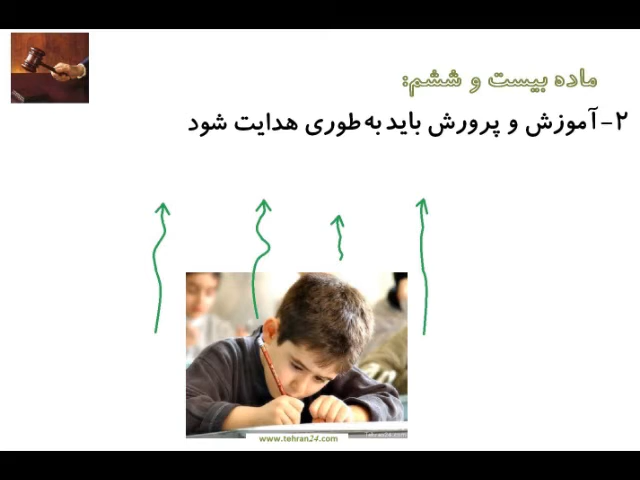 ماده بیست و ششم:
۲-آموزش و پرورش باید به طوری هدایت شود
www.tehran24.com